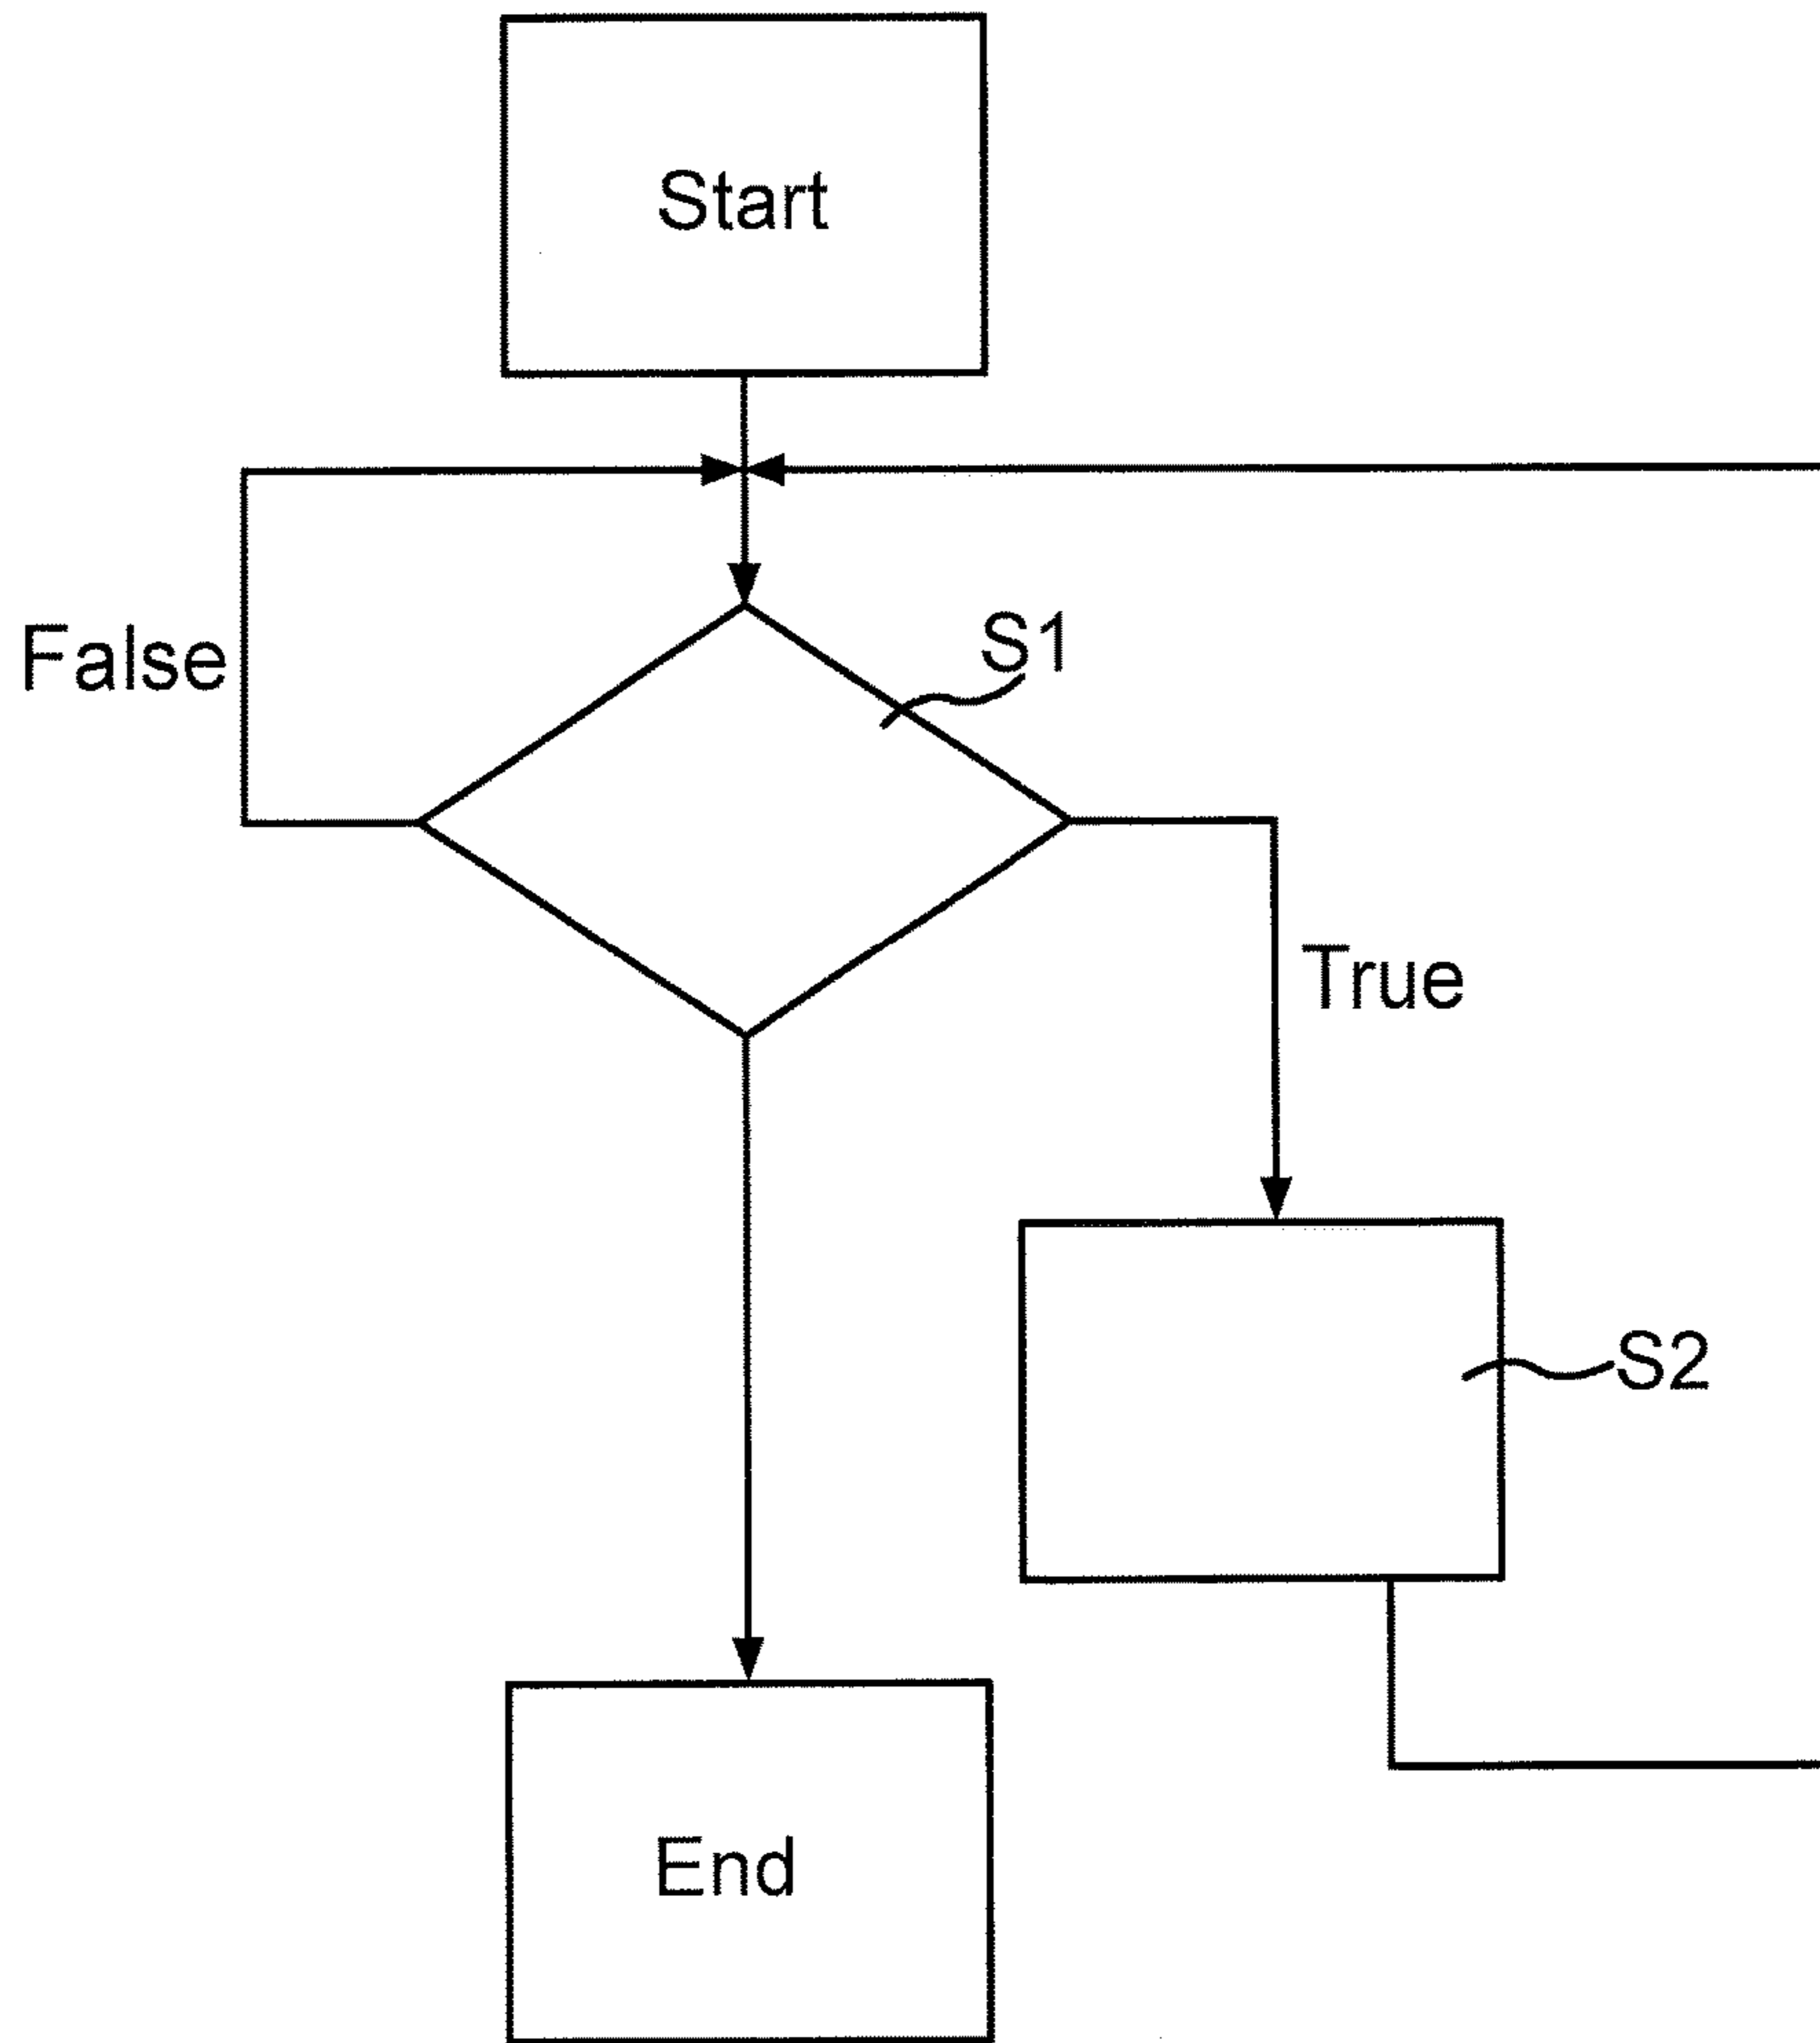 Start
False
S1
True
S2
End